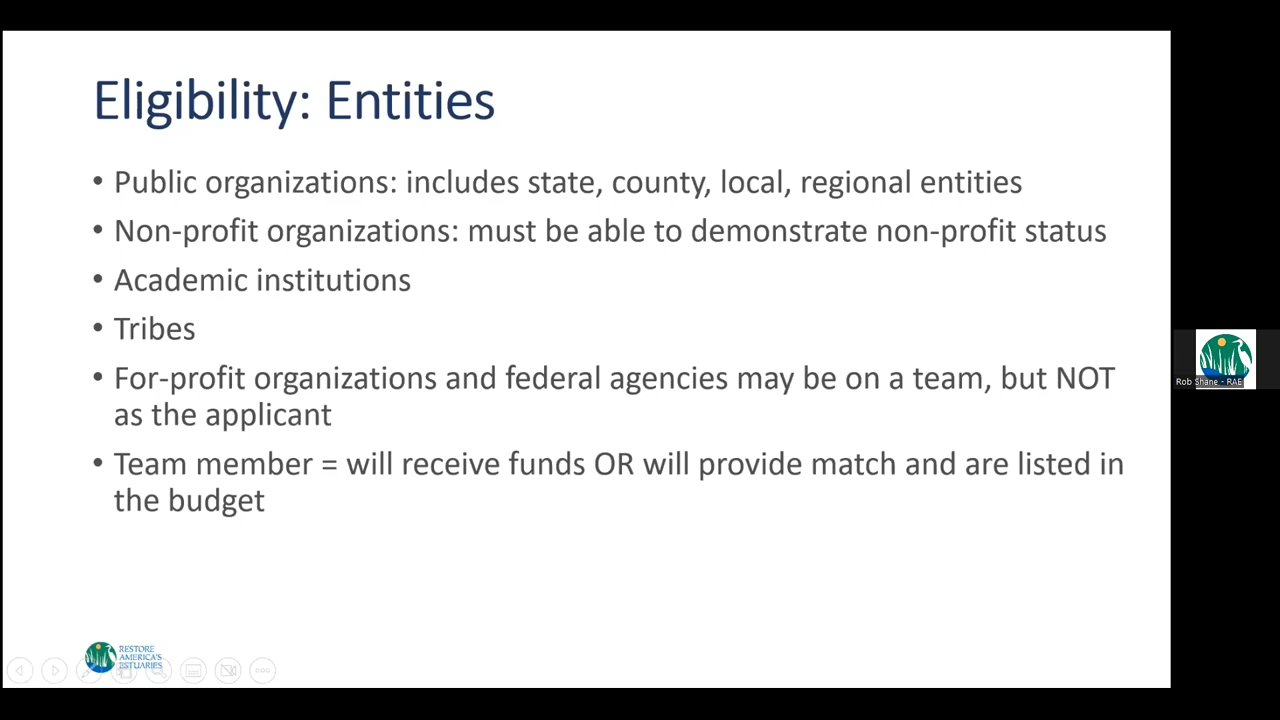 Eligibility: Entities
• Public organizations: includes state, county, local, regional entities
• Non-profit organizations: must be able to demonstrate non-profit status
• Academic institutions
• Tribes
• For-profit organizations and federal agencies may be on a team, but NOT
as the applicant
• Team member = will receive funds OR will provide match and are listed in
the budget
Rob Shane - RAE
RESTORE
AMERICA'S
ESTUARIES